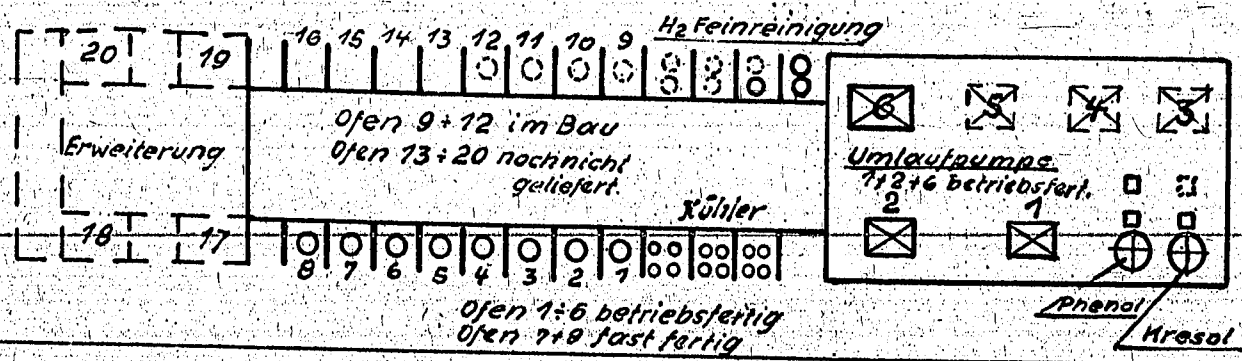 H2 Feinreinigung
20 19 16 15 14 13 12 11 10 9
6 5 4 3
Ofen 9÷12 im Bau
Ofen 13÷20 noch nicht
geliefert.
Erweiterung
Umlaufpumpe
1+2+6 betriebsfert.
Kühler
2 1
18 17
8 7 6 5 4 3 2 1
Ofen 1÷6 betriebsfertig
Ofen 7+8 fast fertig
Phenol
Kresol